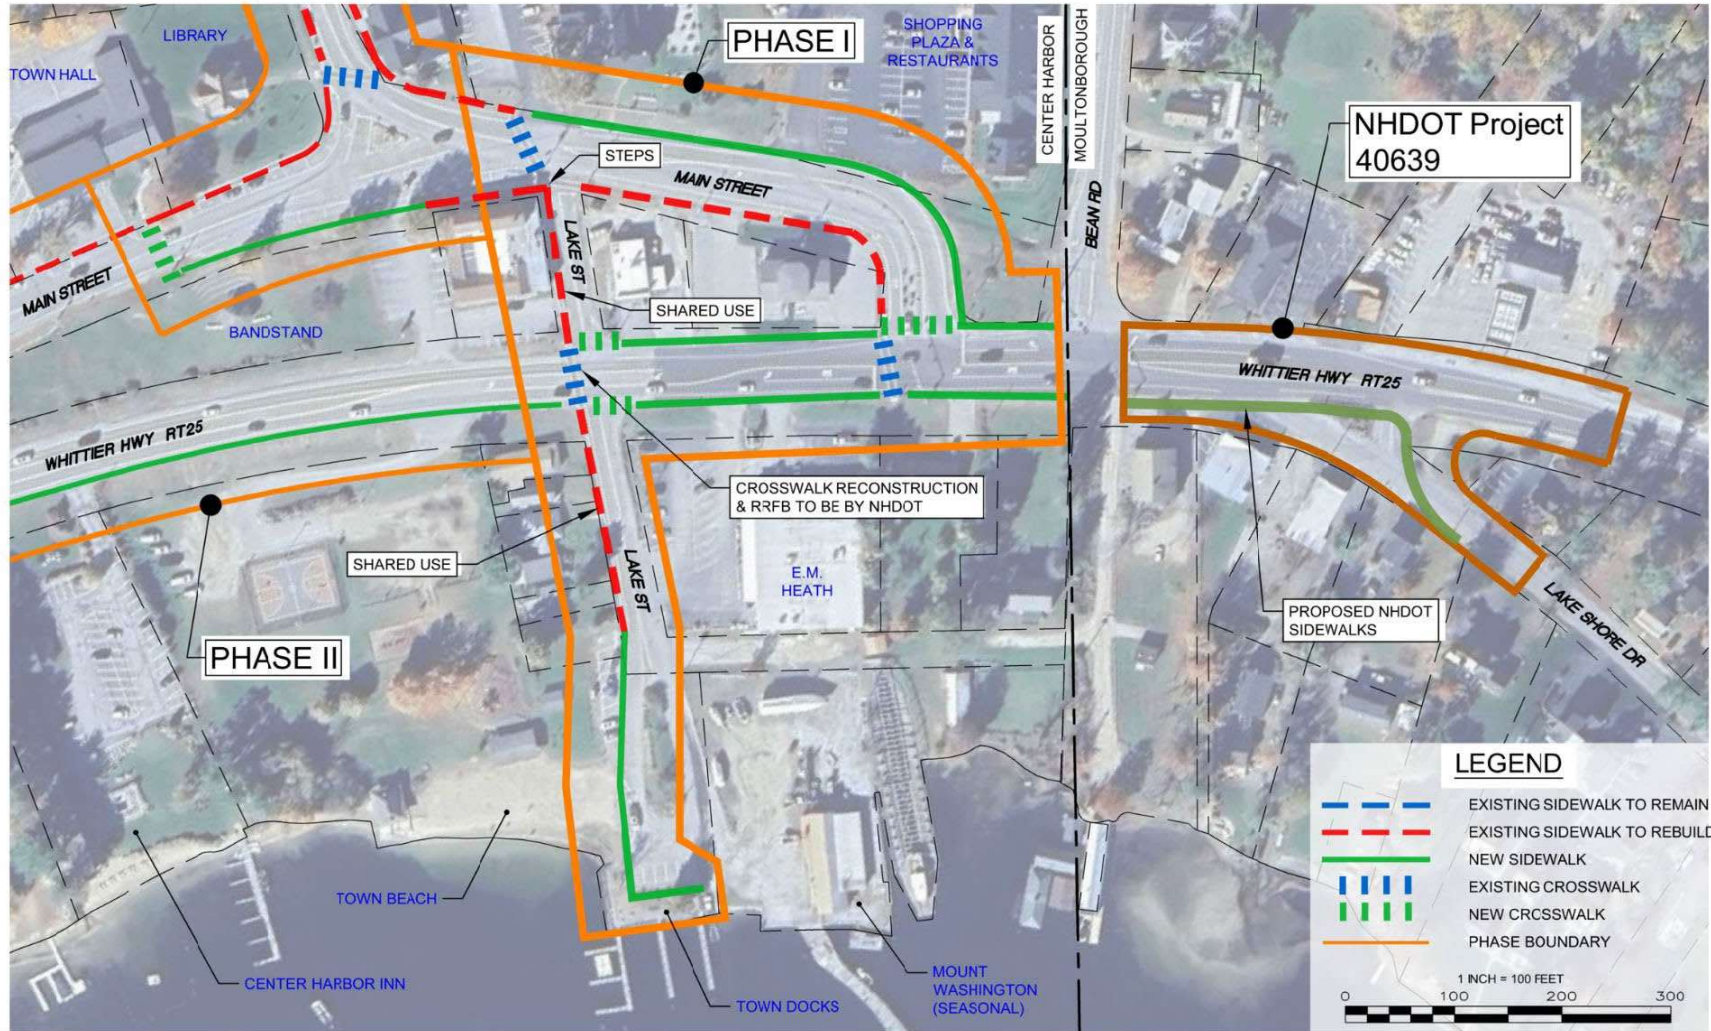 LIBRARY
TOWN HALL
PHASE I
SHOPPING
PLAZA &
RESTAURANTS
CENTER HARBOR
MOULTONBOROUGH
NHDOT Project
40639
STEPS
MAIN STREET
BEAN RD
LAKE ST
SHARED USE
MAIN STREET
BANDSTAND
WHITTIER HWY RT25
WHITTIER HWY RT25
CROSSWALK RECONSTRUCTION
& RRFB TO BE BY NHDOT
SHARED USE
LAKE ST
E.M.
HEATH
PROPOSED NHDOT
SIDEWALKS
LAKE SHORE DR
PHASE II
TOWN BEACH
CENTER HARBOR INN
TOWN DOCKS
MOUNT
WASHINGTON
(SEASONAL)
LEGEND
EXISTING SIDEWALK TO REMAIN
EXISTING SIDEWALK TO REBUILD
NEW SIDEWALK
EXISTING CROSSWALK
NEW CROSSWALK
PHASE BOUNDARY
1 INCH = 100 FEET
0 100 200 300